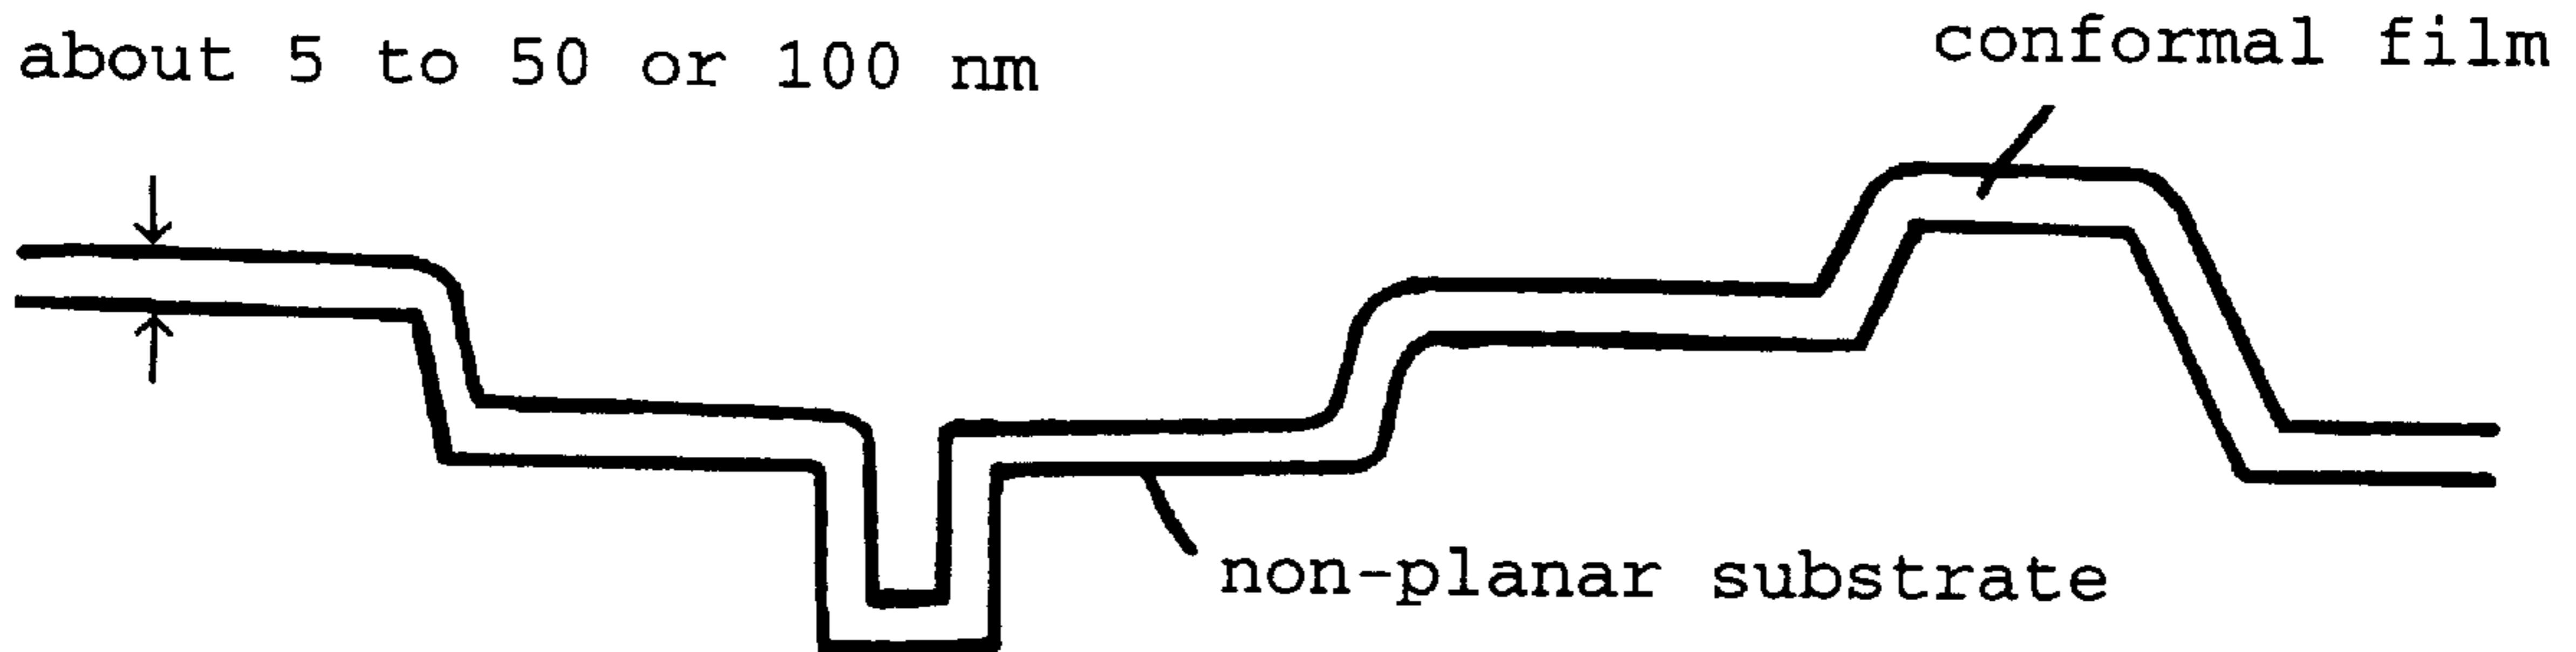 about 5 to 50 or 100 nm
conformal film
non-planar substrate